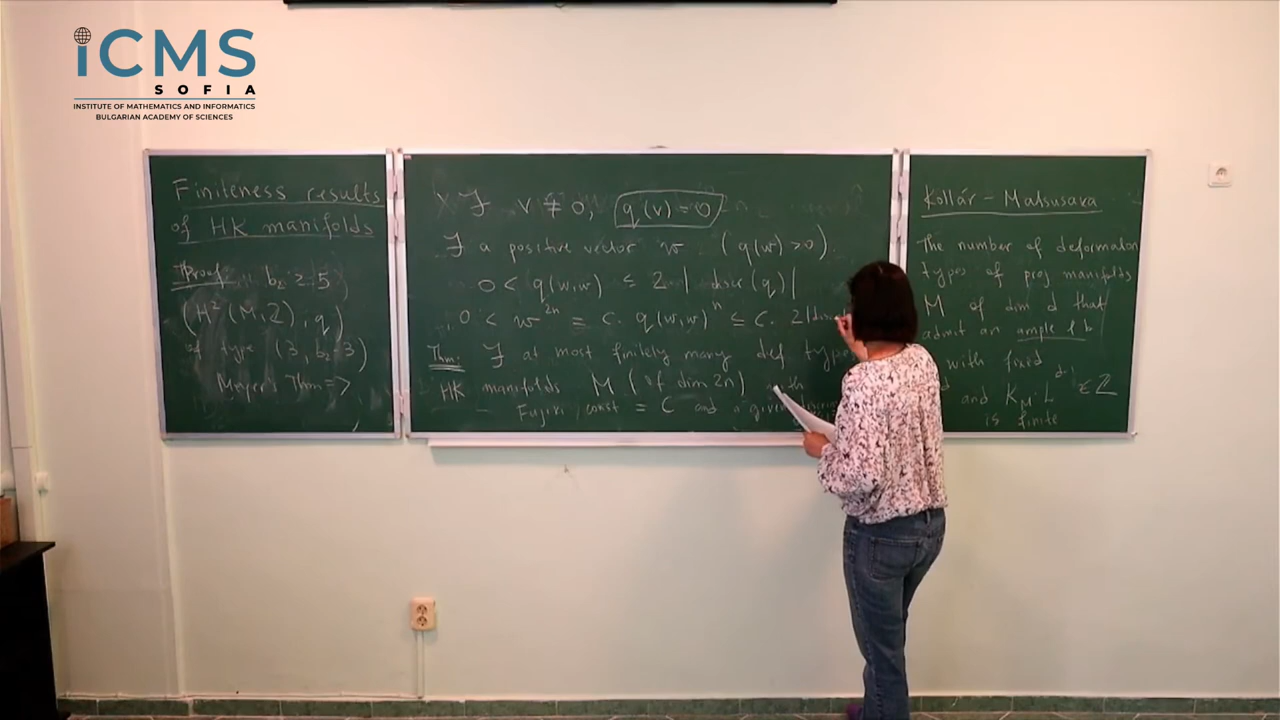 iCMS
SOFIA
INSTITUTE OF MATHEMATICS AND INFORMATICS
BULGARIAN ACADEMY OF SCIENCES
Finiteness results
of HK manifolds
Proof b₂ ≥ 5
(H²(M,Z), q)
of type (3, b₂-3)
Meyer's Thm =>
∃ v ≠ 0, q(v) = 0
∃ a positive vector w (q(w) > 0)
0 < q(w,w) ≤ 2 | discr (q)|
0 < w²ⁿ = c. q(w,w)ⁿ ≤ c. 2|dis
Thm: ∃ at most finitely many def types
HK manifolds M (of dim 2n) with
- Fujiki const = C and a given
Kollár - Matsusaka
The number of deformation
types of proj manifolds
M of dim d that
admit an ample l b
with fixed
and K_M · L^{d-1} ∈ Z
is finite